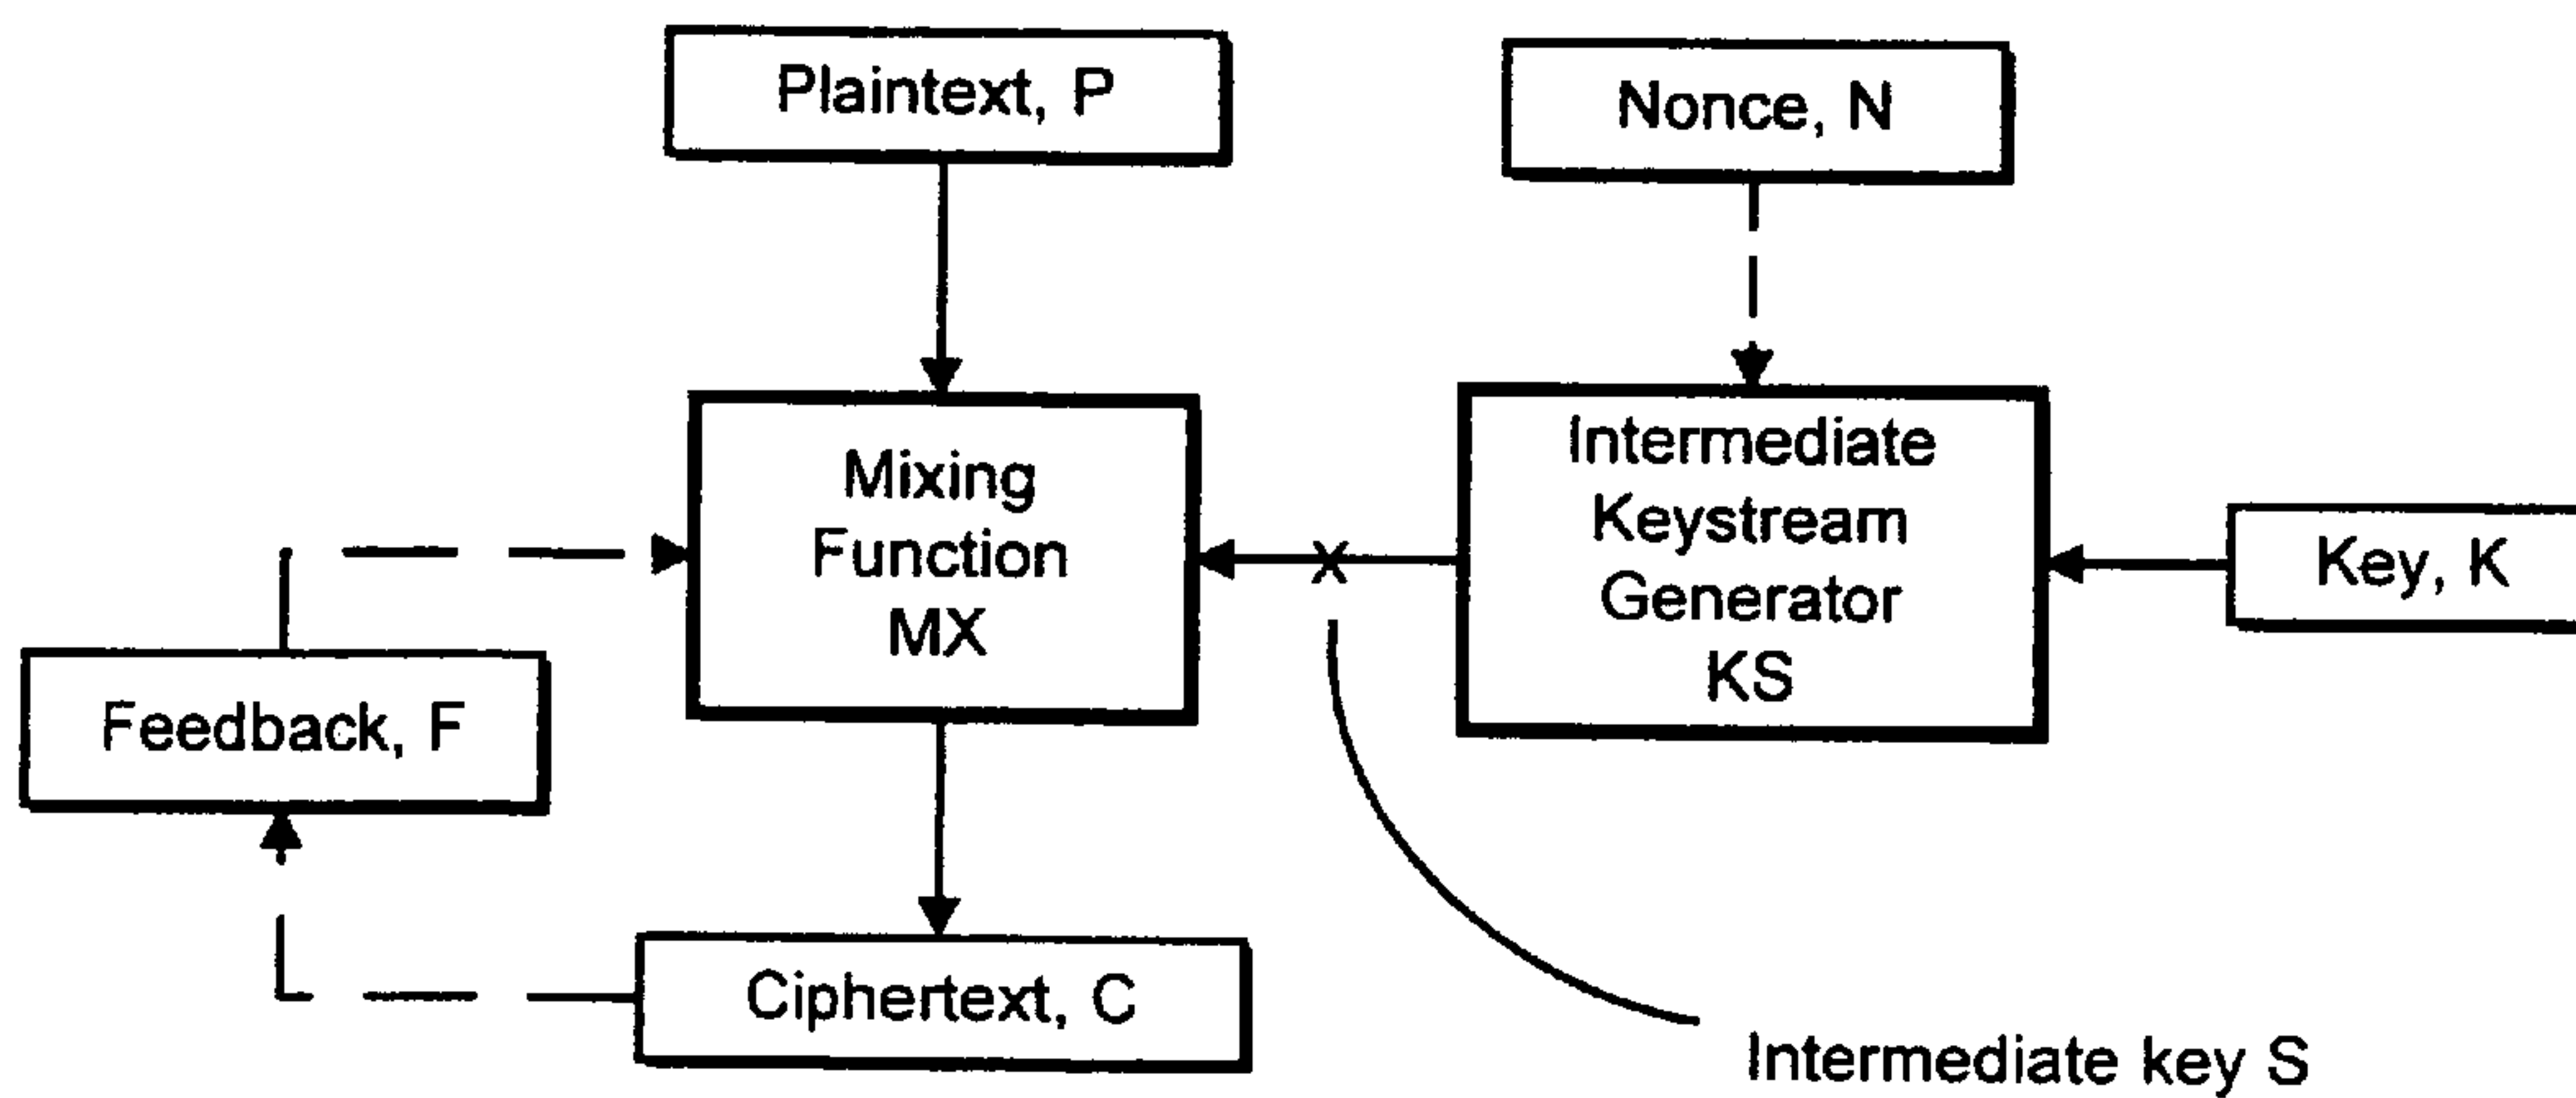 Plaintext, P
Nonce, N
Mixing
Function
MX
Intermediate
Keystream
Generator
KS
Key, K
Feedback, F
Ciphertext, C
Intermediate key S